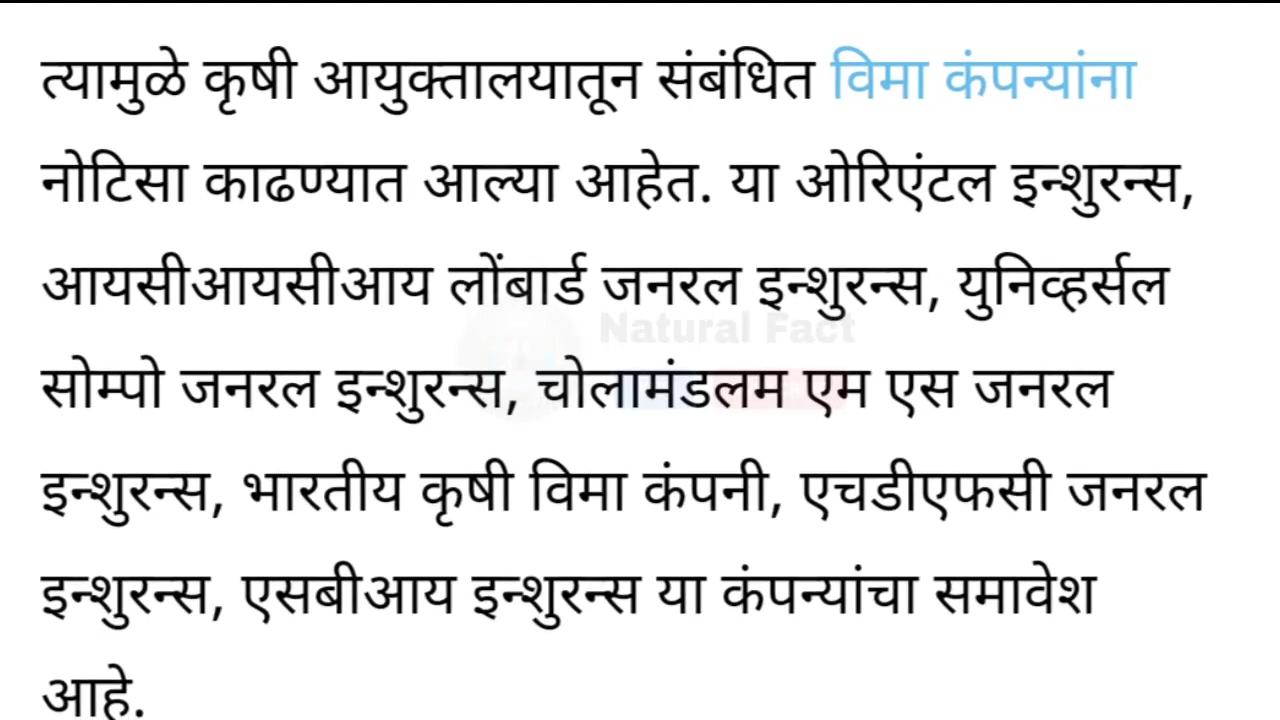 त्यामुळे कृषी आयुक्तालयातून संबंधित विमा कंपन्यांना
नोटिसा काढण्यात आल्या आहेत. या ओरिएंटल इन्शुरन्स,
आयसीआयसीआय लोंबार्ड जनरल इन्शुरन्स, युनिव्हर्सल
Natural Fact
सोम्पो जनरल इन्शुरन्स, चोलामंडलम एम एस जनरल
इन्शुरन्स, भारतीय कृषी विमा कंपनी, एचडीएफसी जनरल
इन्शुरन्स, एसबीआय इन्शुरन्स या कंपन्यांचा समावेश
आहे.